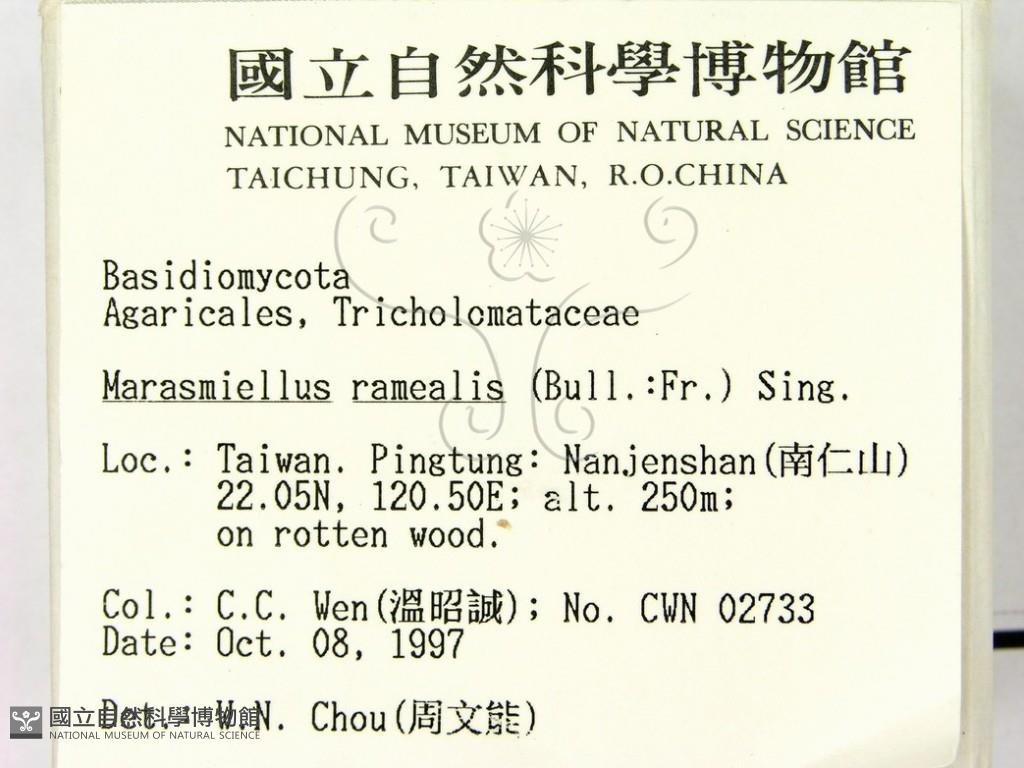 國立自然科學博物館
NATIONAL MUSEUM OF NATURAL SCIENCE
TAICHUNG, TAIWAN, R.O.CHINA
Basidiomycota
Agaricales, Tricholomataceae
Marasmiellus ramealis (Bull.:Fr.) Sing.
Loc.: Taiwan. Pingtung: Nanjenshan(南仁山)
22.05N, 120.50E; alt. 250m;
on rotten wood.
Col.: C.C. Wen(溫昭誠); No. CWN 02733
Date: Oct. 08, 1997
Det.: W.N. Chou(周文能)
國立自然科學博物館
NATIONAL MUSEUM OF NATURAL SCIENCE